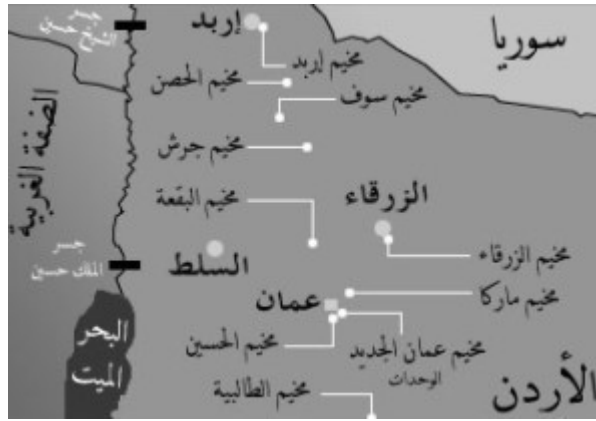 جسر
الشيخ حسين
إربد
سوريا
مخيم إربد
مخيم الحصن
مخيم سوف
الضفة الغربية
مخيم جرش
مخيم البقعة
الزرقاء
جسر
الملك حسين
السلط
مخيم الزرقاء
مخيم ماركا
عمان
البحر
الميت
مخيم الحسين
مخيم عمان الجديد
الوحدات
مخيم الطالبية
الأردن